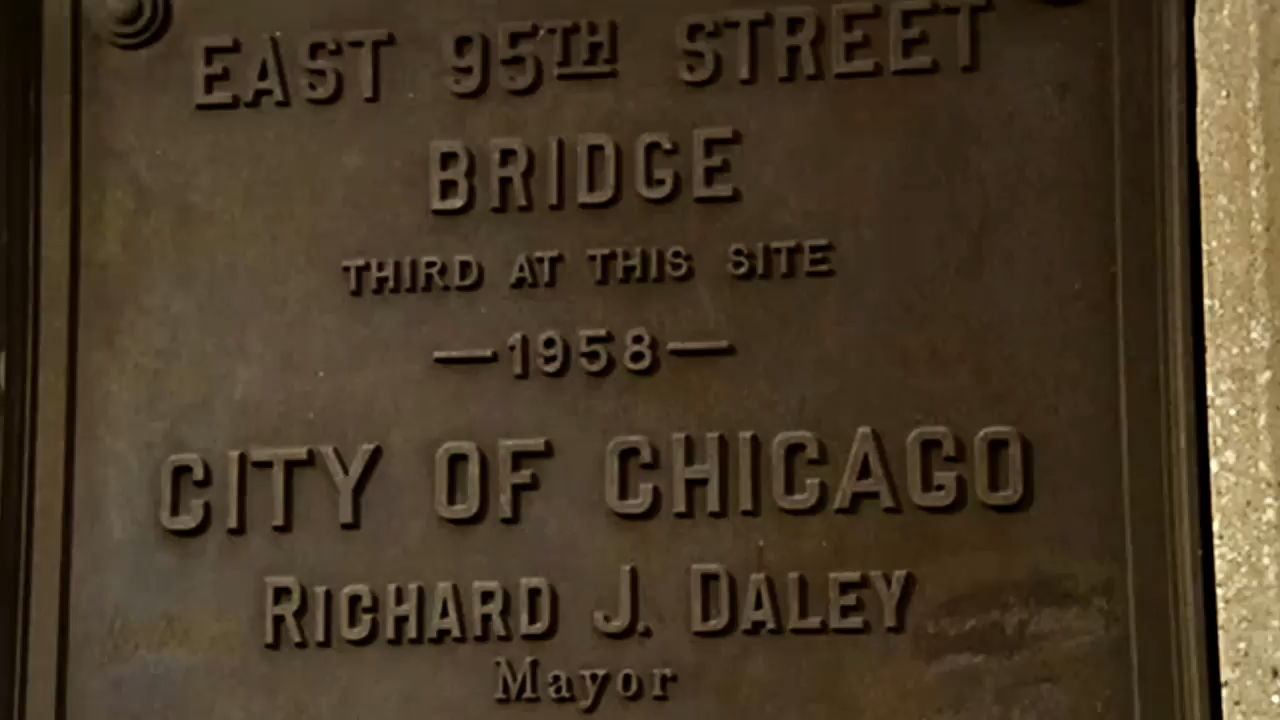 EAST 95TH STREET
BRIDGE
THIRD AT THIS SITE
—1958—
CITY OF CHICAGO
RICHARD J. DALEY
Mayor